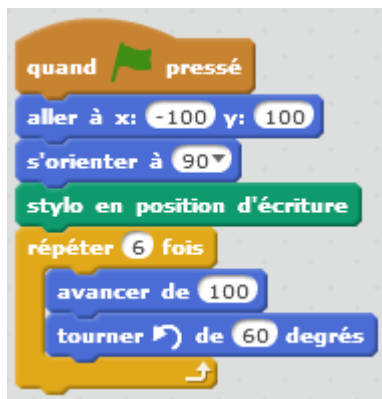 quand pressé
aller à x: -100 y: 100
s'orienter à 90
stylo en position d'écriture
répéter 6 fois
avancer de 100
tourner de 60 degrés